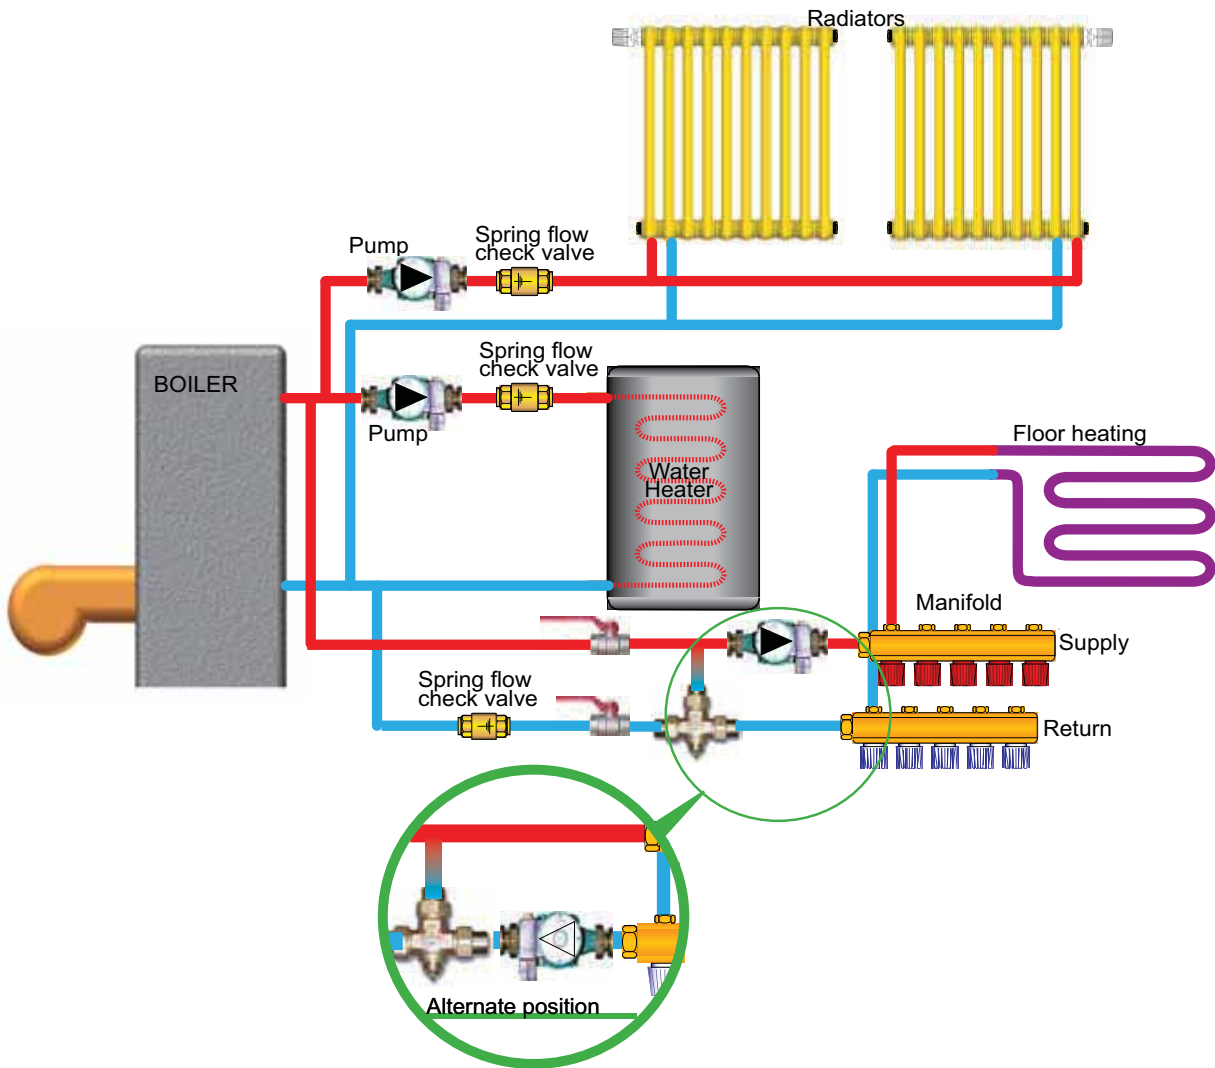 Radiators
Pump
Spring flow
check valve
BOILER
Spring flow
check valve
Pump
Water
Heater
Floor heating
Manifold
Supply
Spring flow
check valve
Return
Alternate position